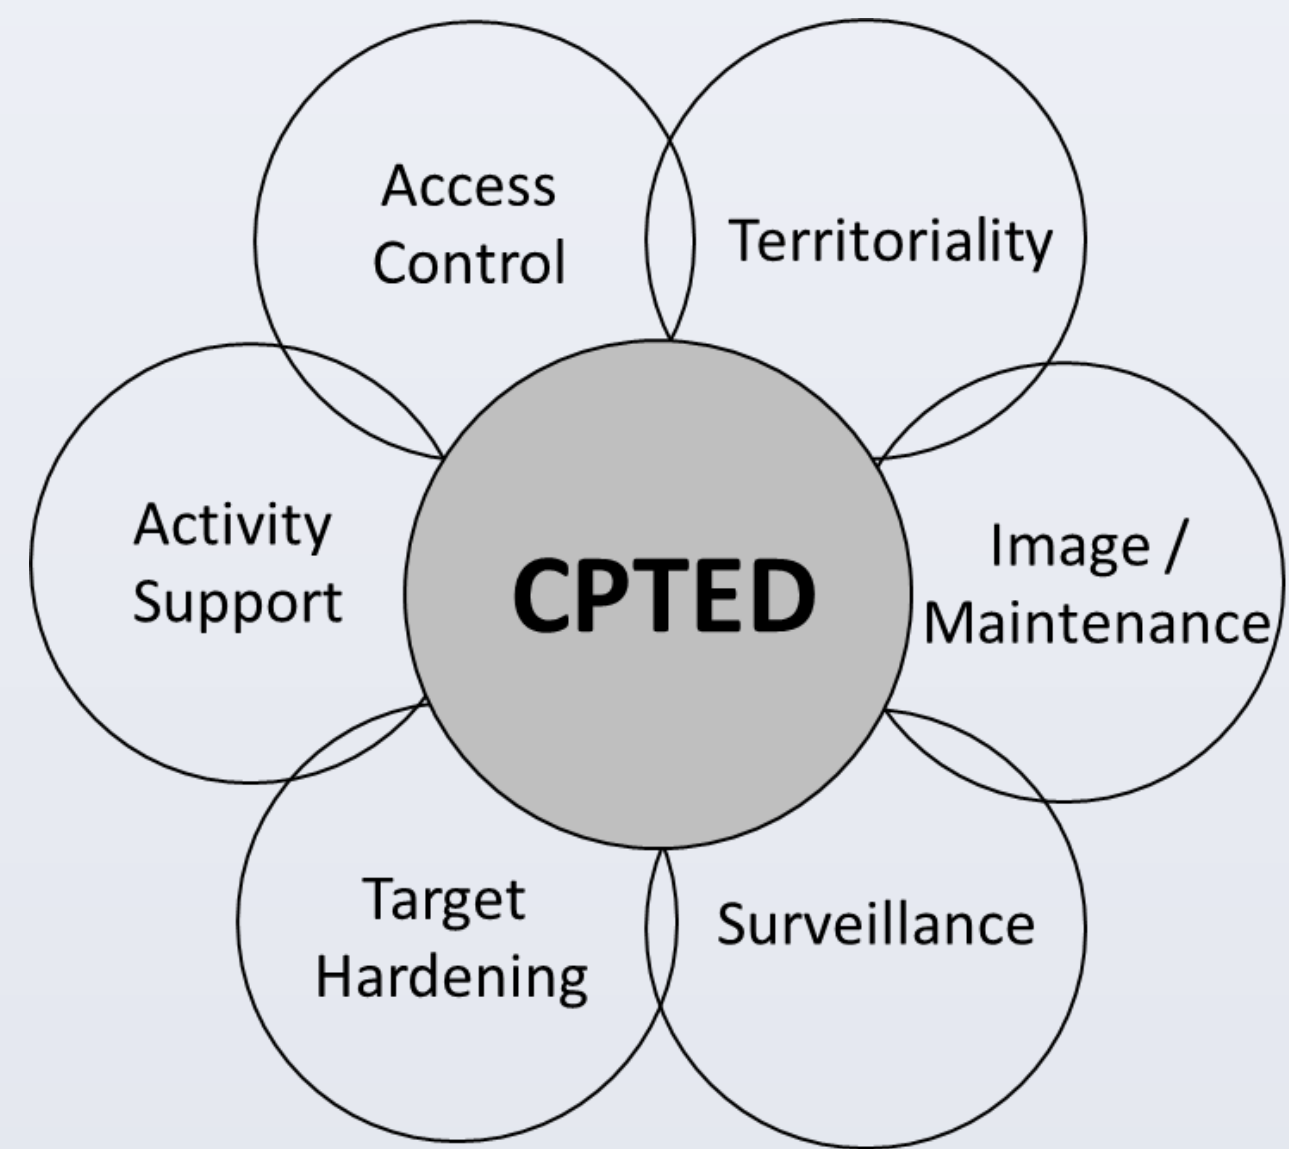 Access
Control
Territoriality
Activity
Support
CPTED
Image /
Maintenance
Target
Hardening
Surveillance